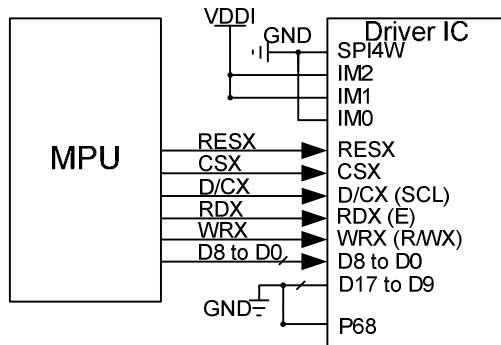 VDDI
GND
Driver IC
SPI4W
IM2
IM1
IM0
MPU
RESX
RESX
CSX
CSX
D/CX
D/CX (SCL)
RDX
RDX (E)
WRX
WRX (R/WX)
D8 to D0
D8 to D0
D17 to D9
GND
P68